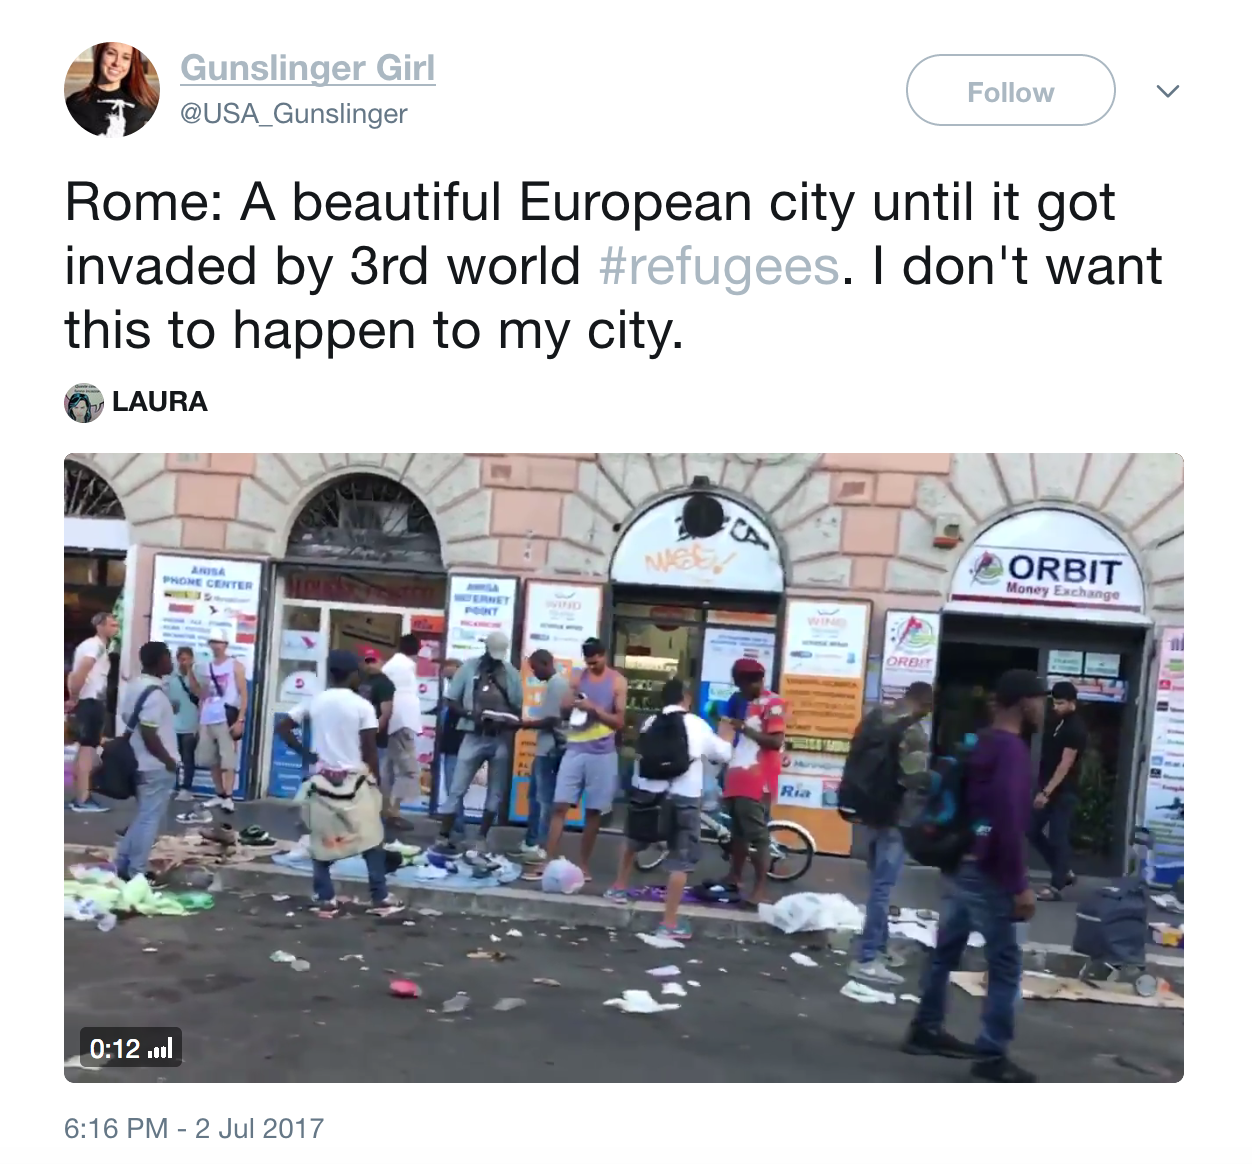 Gunslinger Girl
@USA_Gunslinger
Follow
Rome: A beautiful European city until it got
invaded by 3rd world #refugees. I don't want
this to happen to my city.
LAURA
ANISA
PHONE CENTER
ANISA
INTERNET
POINT
WIND
WIND
ORBIT
Money Exchange
ORBIT
Ria
0:12
6:16 PM - 2 Jul 2017